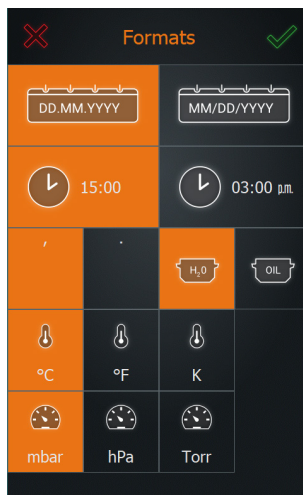 Formats
DD.MM.YYYY
MM/DD/YYYY
15:00
03:00 p.m.
,
.
H₂O
OIL
°C
°F
K
mbar
hPa
Torr